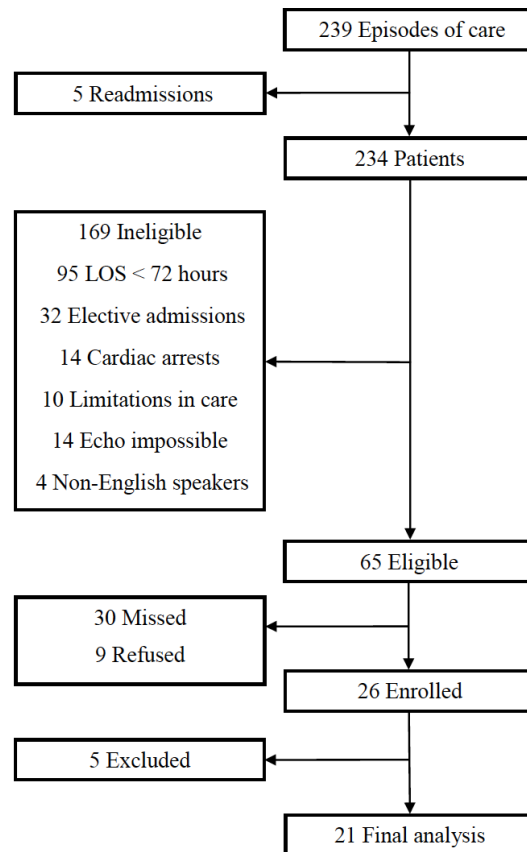 239 Episodes of care
5 Readmissions
234 Patients
169 Ineligible
95 LOS < 72 hours
32 Elective admissions
14 Cardiac arrests
10 Limitations in care
14 Echo impossible
4 Non-English speakers
65 Eligible
30 Missed
9 Refused
26 Enrolled
5 Excluded
21 Final analysis